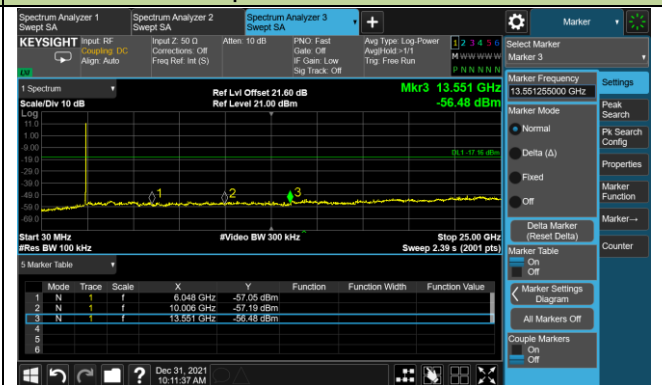 Spectrum Analyzer 1
Swept SA
Spectrum Analyzer 2
Swept SA
Spectrum Analyzer 3
Swept SA
Marker
KEYSIGHT
Input: RF
Coupling: DC
Align: Auto
Input Z: 50 Ω
Corrections: Off
Freq Ref: Int (S)
Atten: 10 dB
PNO: Fast
Gate: Off
IF Gain: Low
Sig Track: Off
Avg Type: Log-Power
Avg|Hold:>1/1
Trig: Free Run
1 2 3 4 5 6
M W W W W W
P N N N N N
Select Marker
Marker 3
LV
1 Spectrum
Scale/Div 10 dB
Ref Lvl Offset 21.60 dB
Ref Level 21.00 dBm
Mkr3 13.551 GHz
-56.48 dBm
Log
11.0
1.00
-9.00
-19.0
-29.0
-39.0
-49.0
-59.0
-69.0
DL1 -17.16 dBm
1
2
3
Start 30 MHz
#Res BW 100 kHz
#Video BW 300 kHz
Stop 25.00 GHz
Sweep 2.39 s (2001 pts)
5 Marker Table
Mode Trace Scale X Y Function Function Width Function Value
1 N 1 f 6.048 GHz -57.05 dBm
2 N 1 f 10.006 GHz -57.19 dBm
3 N 1 f 13.551 GHz -56.48 dBm
4
5
6
Marker Frequency
13.551255000 GHz
Marker Mode
Normal
Delta (Δ)
Fixed
Off
Delta Marker
(Reset Delta)
Marker Table
On
Off
Marker Settings
Diagram
All Markers Off
Couple Markers
On
Off
Settings
Peak
Search
Pk Search
Config
Properties
Marker
Function
Marker→
Counter
Dec 31, 2021
10:11:37 AM